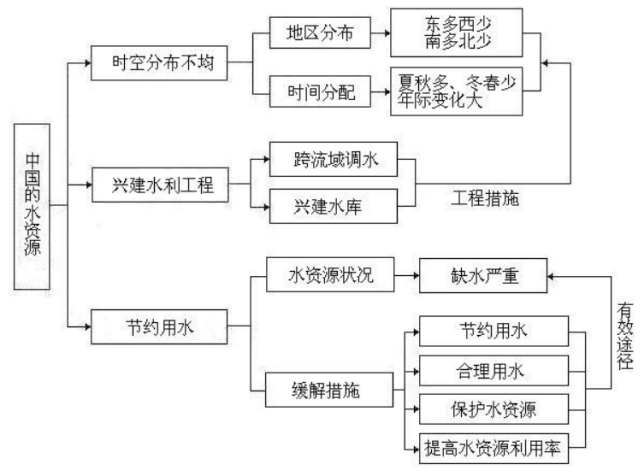 中国的水资源
时空分布不均
地区分布
东多西少
南多北少
时间分配
夏秋多、冬春少
年际变化大
兴建水利工程
跨流域调水
兴建水库
工程措施
节约用水
水资源状况
缺水严重
缓解措施
节约用水
合理用水
保护水资源
提高水资源利用率
有效途径